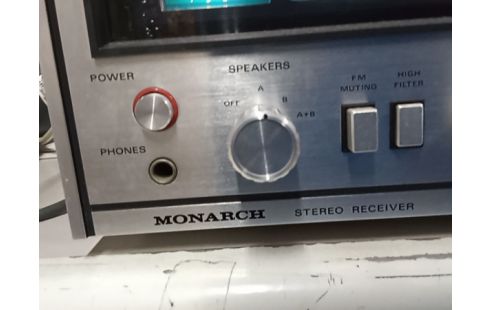 POWER
SPEAKERS
OFF
A
B
A+B
FM
MUTING
HIGH
FILTER
PHONES
MONARCH
STEREO RECEIVER